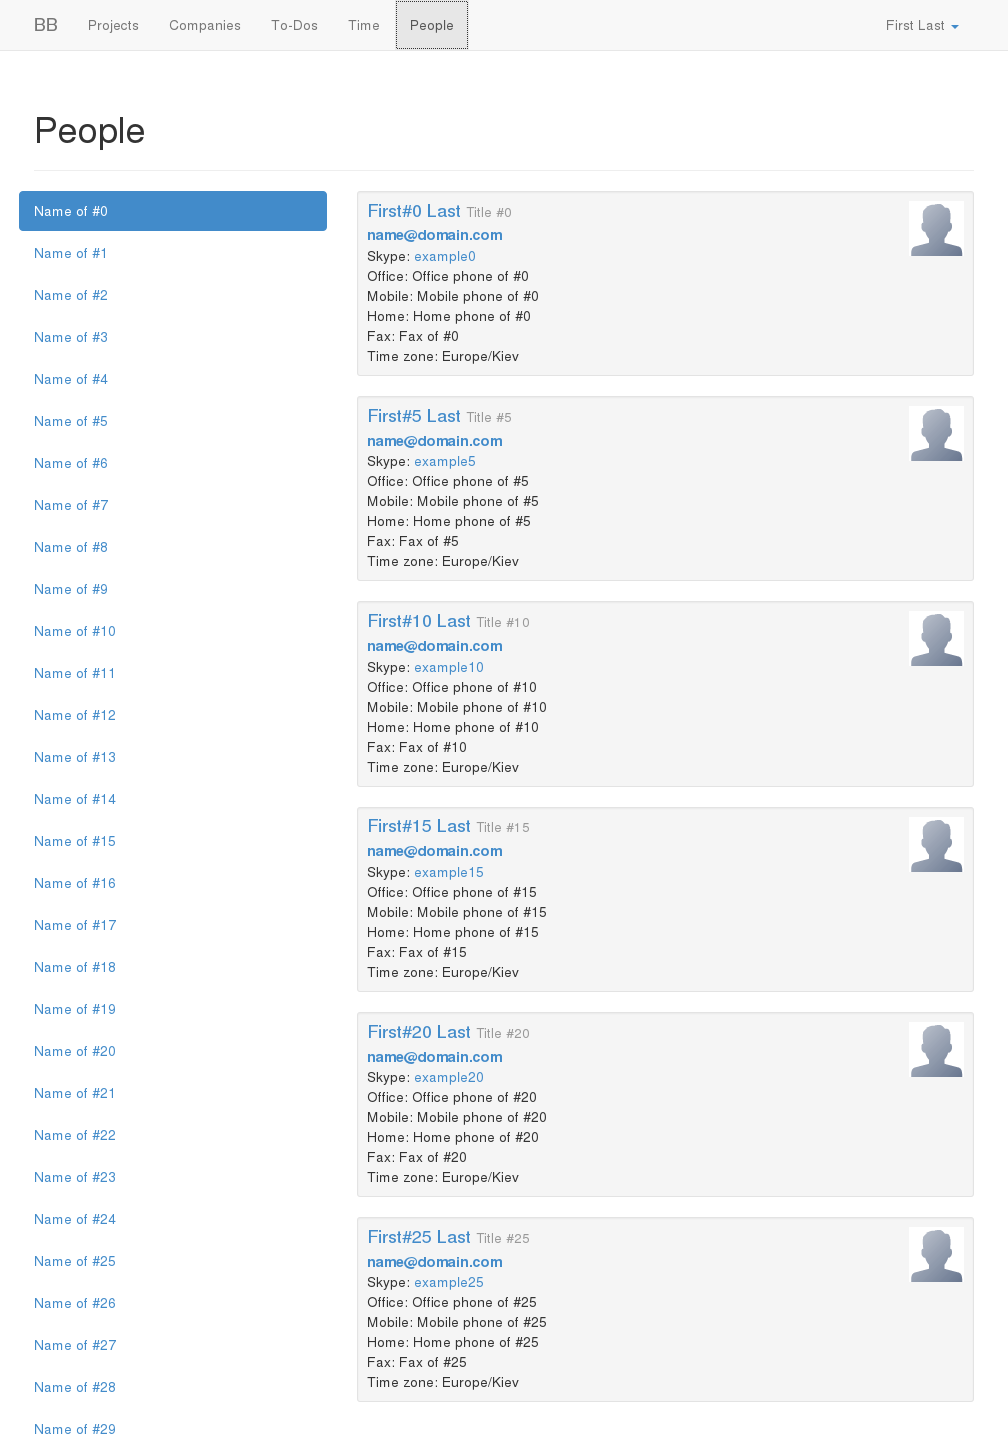 BB Projects Companies To-Dos Time People First Last
People
Name of #0
Name of #1
Name of #2
Name of #3
Name of #4
Name of #5
Name of #6
Name of #7
Name of #8
Name of #9
Name of #10
Name of #11
Name of #12
Name of #13
Name of #14
Name of #15
Name of #16
Name of #17
Name of #18
Name of #19
Name of #20
Name of #21
Name of #22
Name of #23
Name of #24
Name of #25
Name of #26
Name of #27
Name of #28
Name of #29
First#0 Last Title #0
name@domain.com
Skype: example0
Office: Office phone of #0
Mobile: Mobile phone of #0
Home: Home phone of #0
Fax: Fax of #0
Time zone: Europe/Kiev
First#5 Last Title #5
name@domain.com
Skype: example5
Office: Office phone of #5
Mobile: Mobile phone of #5
Home: Home phone of #5
Fax: Fax of #5
Time zone: Europe/Kiev
First#10 Last Title #10
name@domain.com
Skype: example10
Office: Office phone of #10
Mobile: Mobile phone of #10
Home: Home phone of #10
Fax: Fax of #10
Time zone: Europe/Kiev
First#15 Last Title #15
name@domain.com
Skype: example15
Office: Office phone of #15
Mobile: Mobile phone of #15
Home: Home phone of #15
Fax: Fax of #15
Time zone: Europe/Kiev
First#20 Last Title #20
name@domain.com
Skype: example20
Office: Office phone of #20
Mobile: Mobile phone of #20
Home: Home phone of #20
Fax: Fax of #20
Time zone: Europe/Kiev
First#25 Last Title #25
name@domain.com
Skype: example25
Office: Office phone of #25
Mobile: Mobile phone of #25
Home: Home phone of #25
Fax: Fax of #25
Time zone: Europe/Kiev